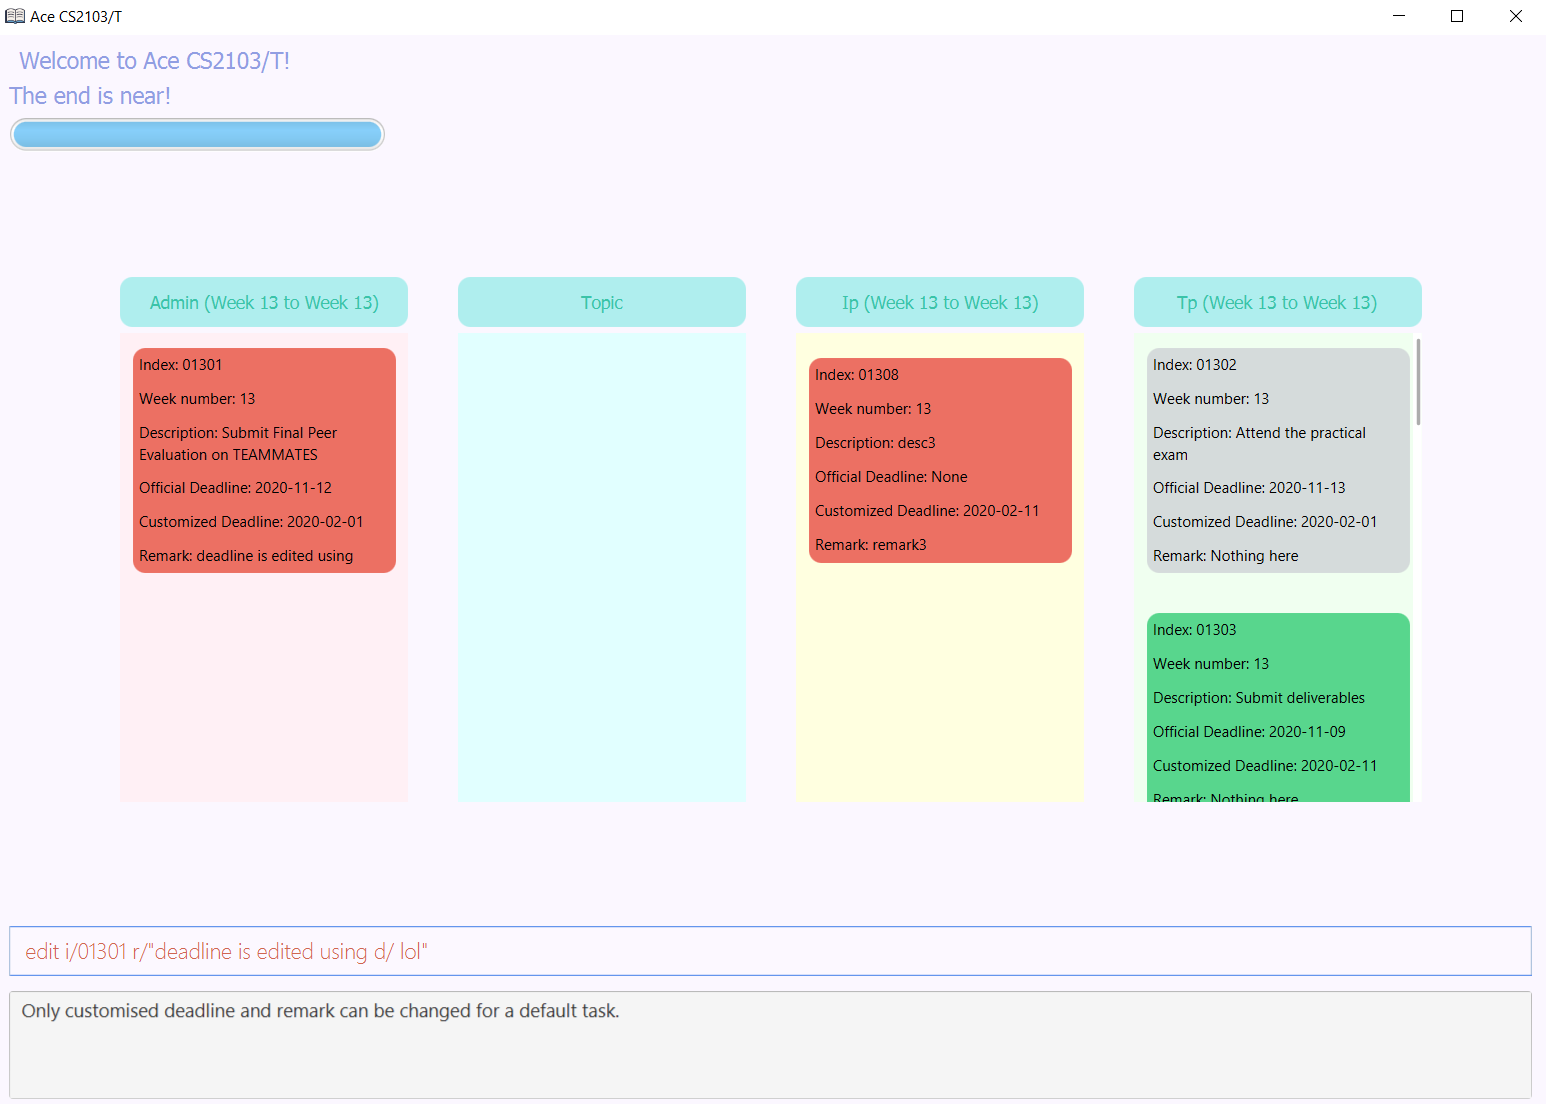 Ace CS2103/T
Welcome to Ace CS2103/T!
The end is near!
Admin (Week 13 to Week 13)
Index: 01301
Week number: 13
Description: Submit Final Peer
Evaluation on TEAMMATES
Official Deadline: 2020-11-12
Customized Deadline: 2020-02-01
Remark: deadline is edited using
Topic
Ip (Week 13 to Week 13)
Index: 01308
Week number: 13
Description: desc3
Official Deadline: None
Customized Deadline: 2020-02-11
Remark: remark3
Tp (Week 13 to Week 13)
Index: 01302
Week number: 13
Description: Attend the practical
exam
Official Deadline: 2020-11-13
Customized Deadline: 2020-02-01
Remark: Nothing here
Index: 01303
Week number: 13
Description: Submit deliverables
Official Deadline: 2020-11-09
Customized Deadline: 2020-02-11
Remark: Nothing here
edit i/01301 r/"deadline is edited using d/ lol"
Only customised deadline and remark can be changed for a default task.